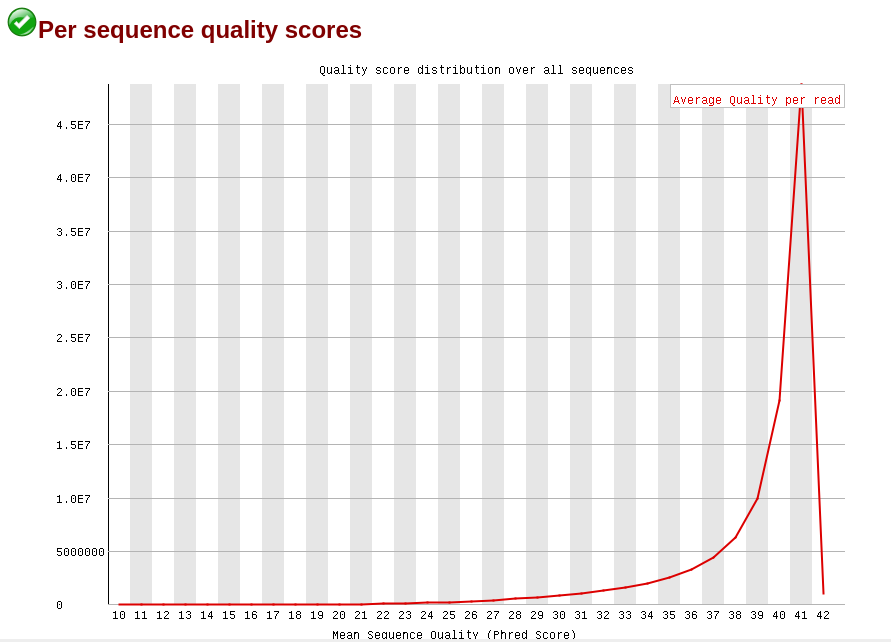 Per sequence quality scores
Quality score distribution over all sequences
Average Quality per read
4.5E7
4.0E7
3.5E7
3.0E7
2.5E7
2.0E7
1.5E7
1.0E7
5000000
0
10 11 12 13 14 15 16 17 18 19 20 21 22 23 24 25 26 27 28 29 30 31 32 33 34 35 36 37 38 39 40 41 42
Mean Sequence Quality (Phred Score)